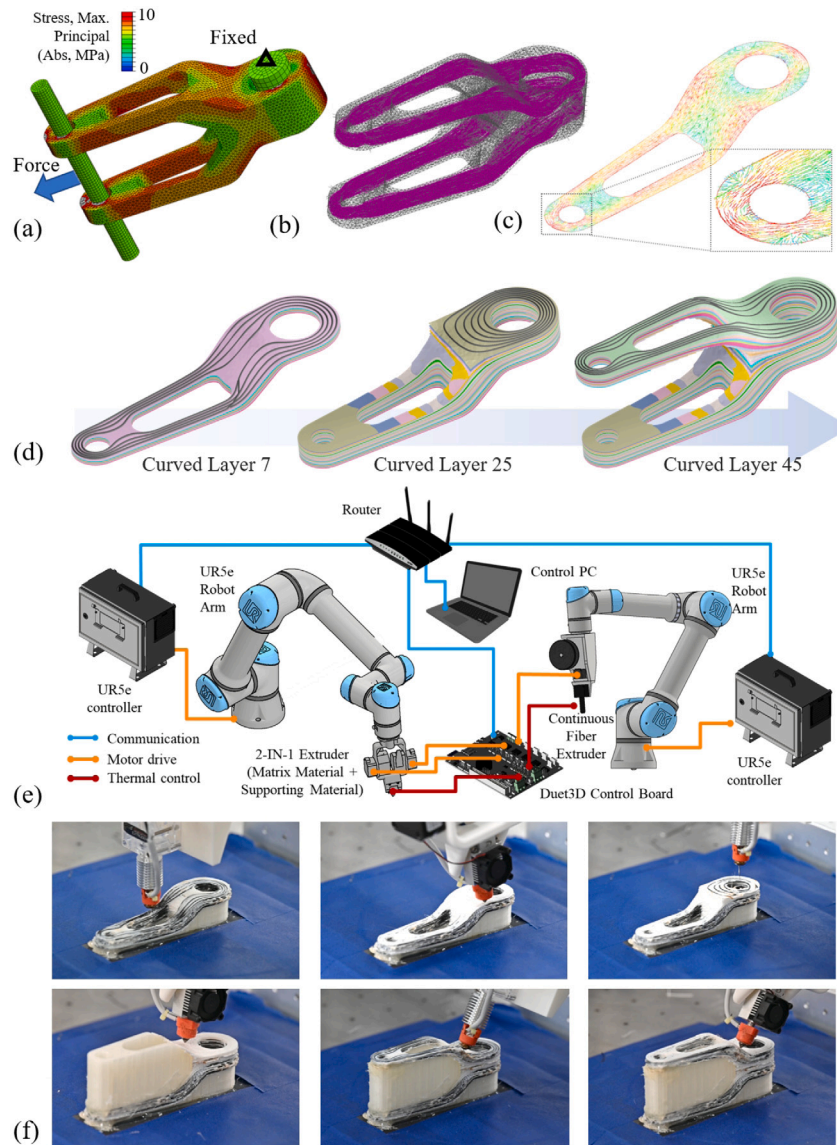 Stress, Max.
Principal
(Abs, MPa)
10
0
Fixed
Force
(a)
(b)
(c)
(d)
Curved Layer 7
Curved Layer 25
Curved Layer 45
Router
UR5e
Robot
Arm
Control PC
UR5e
Robot
Arm
UR5e
controller
Communication
Motor drive
Thermal control
2-IN-1 Extruder
(Matrix Material +
Supporting Material)
Continuous
Fiber
Extruder
Duet3D Control Board
UR5e
controller
(e)
(f)